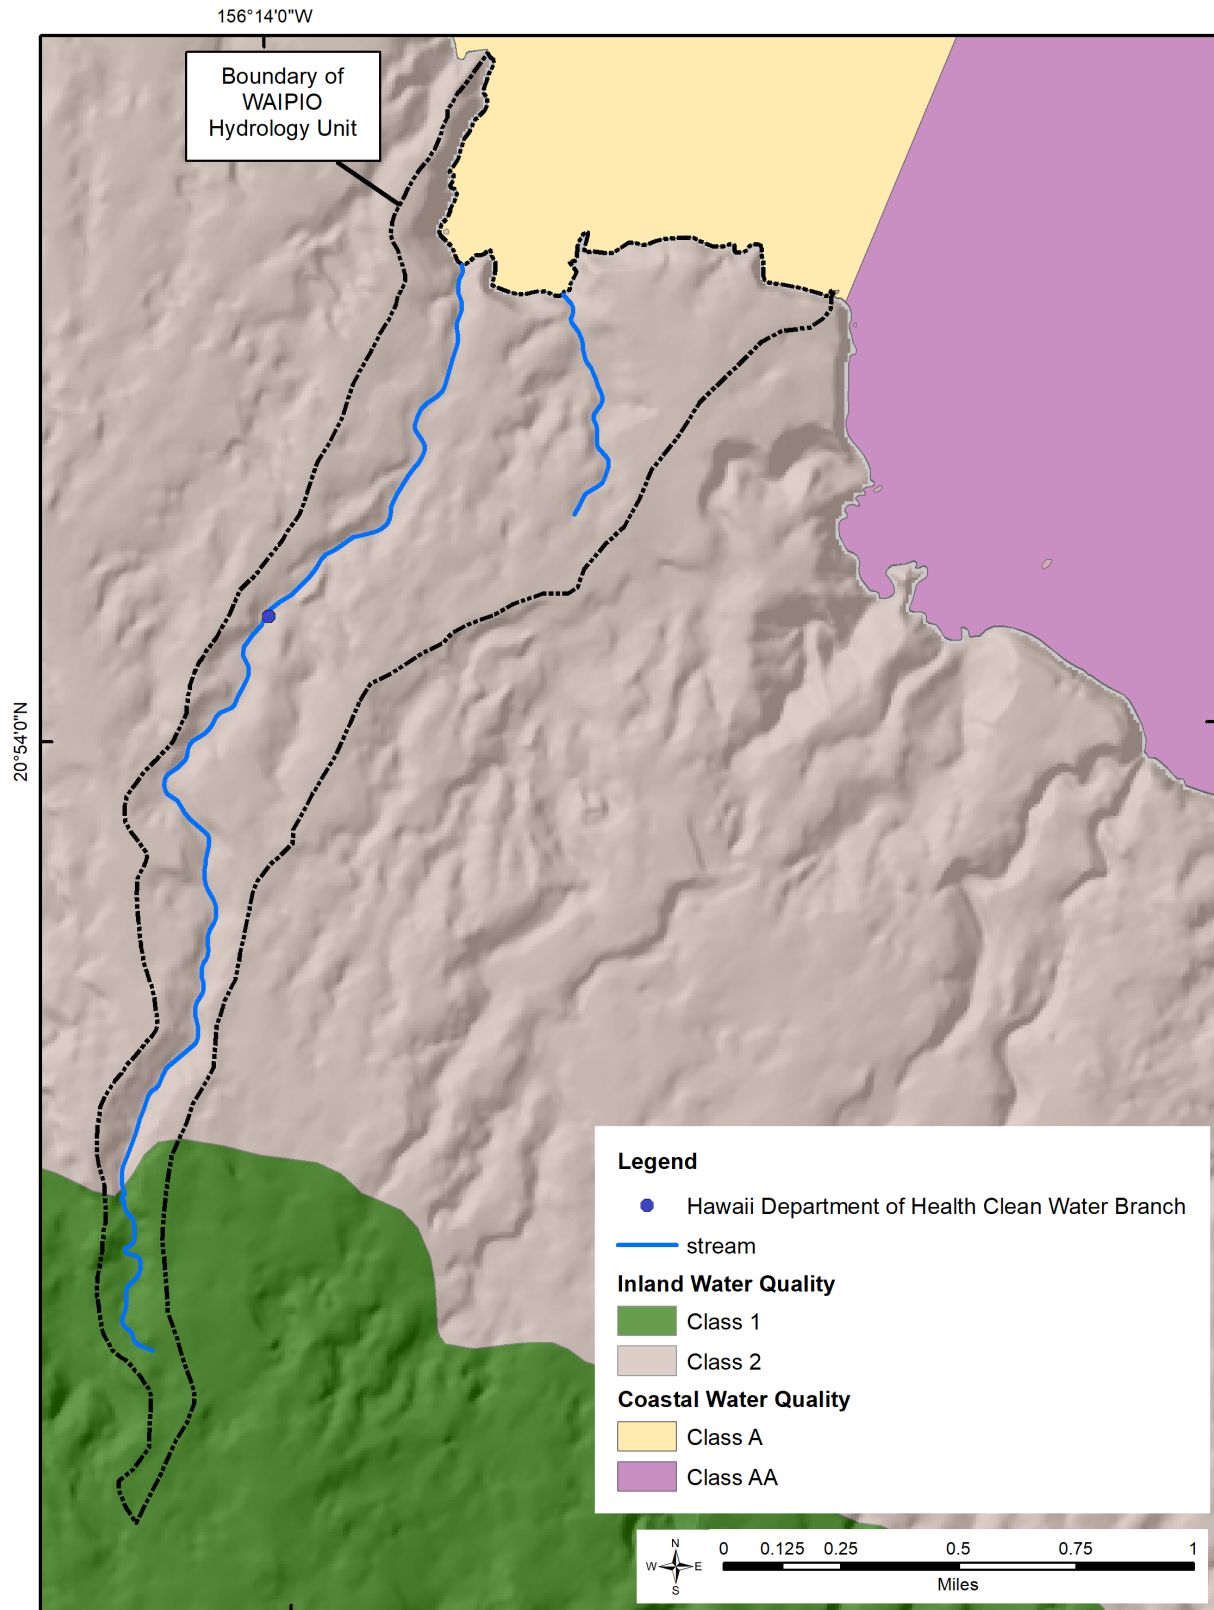 156°14'0"W
Boundary of
WAIPIO
Hydrology Unit
20°54'0"N
Legend
Hawaii Department of Health Clean Water Branch
stream
Inland Water Quality
Class 1
Class 2
Coastal Water Quality
Class A
Class AA
N
W E
S
0 0.125 0.25 0.5 0.75 1
Miles